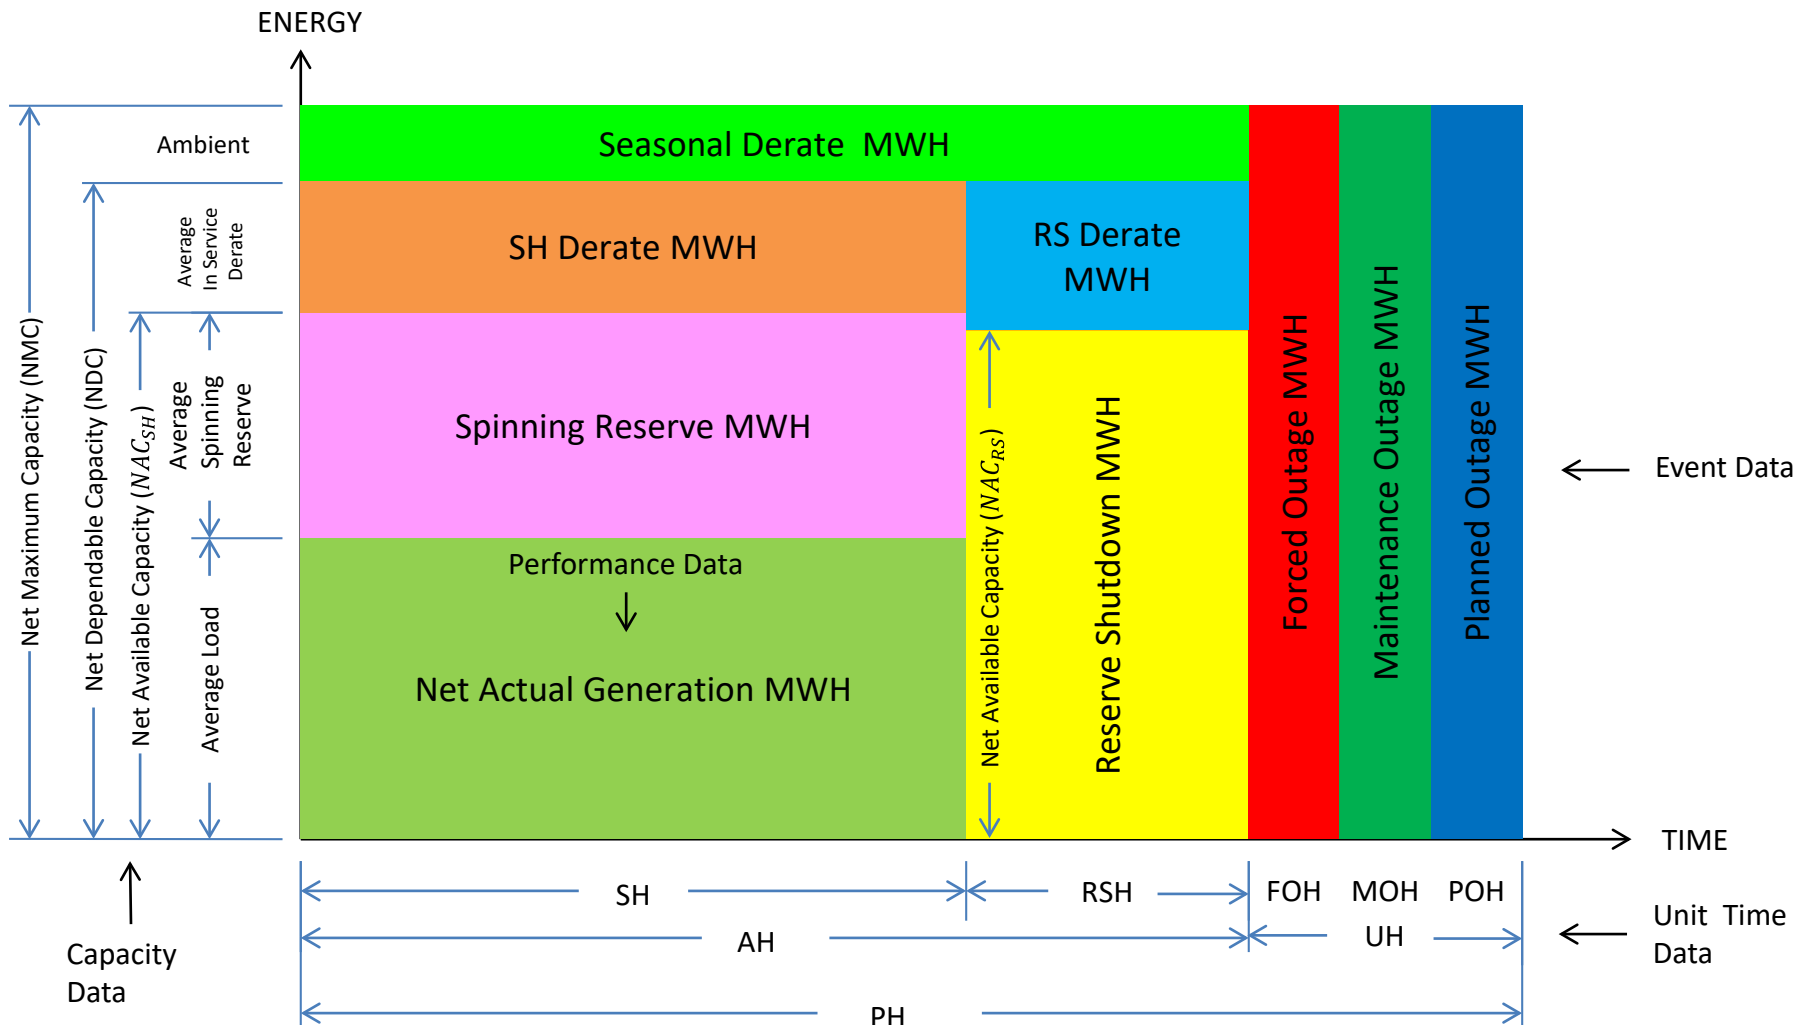 ENERGY
Ambient
Seasonal Derate MWH
Average
In Service
Derate
SH Derate MWH
RS Derate
MWH
Net Maximum Capacity (NMC)
Net Dependable Capacity (NDC)
Net Available Capacity (NAC_SH)
Average
Spinning
Reserve
Average Load
Spinning Reserve MWH
Performance Data
Net Actual Generation MWH
Net Available Capacity (NAC_RS)
Reserve Shutdown MWH
Forced Outage MWH
Maintenance Outage MWH
Planned Outage MWH
Event Data
TIME
SH
RSH
FOH
MOH
POH
AH
UH
PH
Capacity
Data
Unit Time
Data